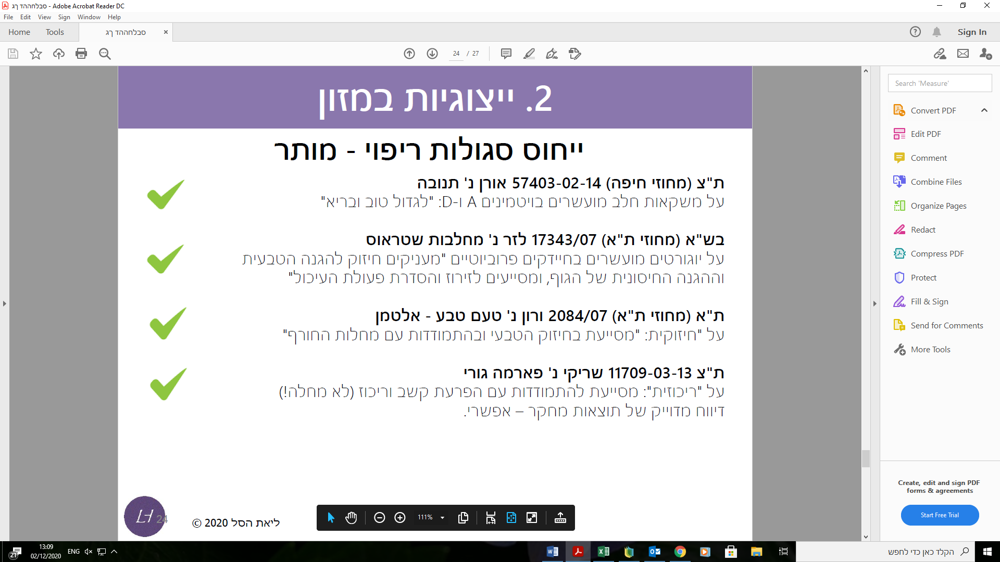 סבלחההד ךג - Adobe Acrobat Reader DC
File Edit View Sign Window Help
Home Tools סבלחההד ךג Sign In
24 / 27
2. ייצוגיות במזון
ייחוס סגולות ריפוי - מותר
ת"צ (מחוזי חיפה) 57403-02-14 אורן נ' תנובה
על משקאות חלב מועשרים בויטמינים A ו-D: "לגדול טוב ובריא"
בש"א (מחוזי ת"א) 17343/07 לזר נ' מחלבות שטראוס
על יוגורטים מועשרים בחיידקים פרוביוטיים "מעניקים חיזוק להגנה הטבעית
וההגנה החיסונית של הגוף, ומסייעים לזירוז והסדרת פעולת העיכול"
ת"א (מחוזי ת"א) 2084/07 ורון נ' טעם טבע - אלטמן
על "חיזוקית: "מסייעת בחיזוק הטבעי ובהתמודדות עם מחלות החורף"
ת"צ 11709-03-13 שריקי נ' פארמה גורי
על "ריכוזית": מסייעת להתמודדות עם הפרעת קשב וריכוז (לא מחלה!)
דיווח מדוייק של תוצאות מחקר – אפשרי.
LH 24
ליאת הסל 2020 ©
111%
Search 'Measure'
Convert PDF
Edit PDF
Comment
Combine Files
Organize Pages
Redact
Compress PDF
Protect
Fill & Sign
Send for Comments
More Tools
Create, edit and sign PDF
forms & agreements
Start Free Trial
21
13:09
02/12/2020
ENG
הקלד כאן כדי לחפש